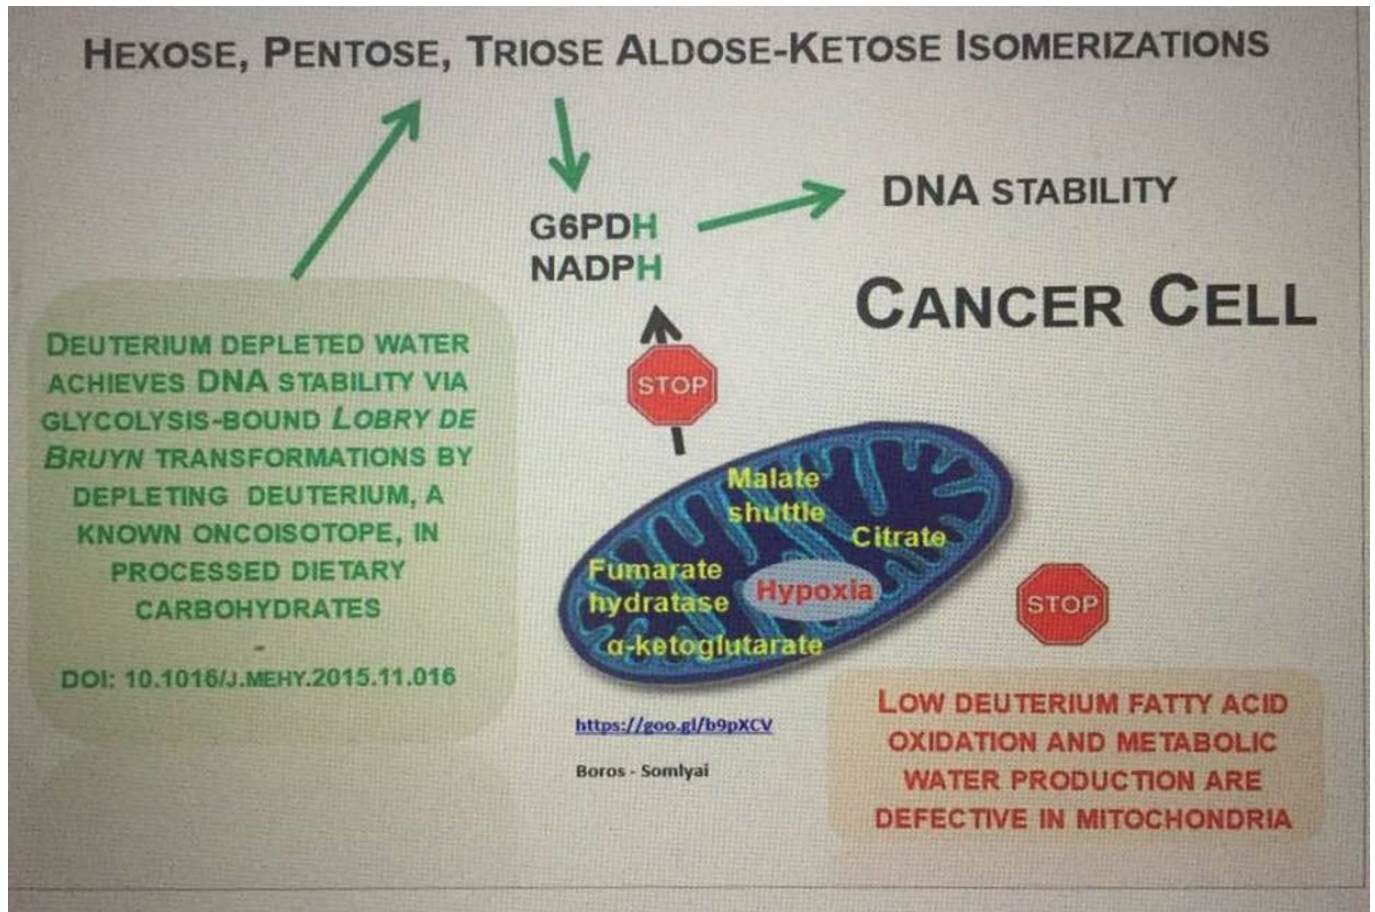 HEXOSE, PENTOSE, TRIOSE ALDOSE-KETOSE ISOMERIZATIONS
G6PDH
NADPH
DNA STABILITY
CANCER CELL
DEUTERIUM DEPLETED WATER
ACHIEVES DNA STABILITY VIA
GLYCOLYSIS-BOUND LOBRY DE
BRUYN TRANSFORMATIONS BY
DEPLETING DEUTERIUM, A
KNOWN ONCOISOTOPE, IN
PROCESSED DIETARY
CARBOHYDRATES
-
DOI: 10.1016/J.MEHY.2015.11.016
STOP
Malate
shuttle
Citrate
Fumarate
hydratase
Hypoxia
α-ketoglutarate
STOP
https://goo.gl/b9pXCV
Boros - Somlyai
LOW DEUTERIUM FATTY ACID
OXIDATION AND METABOLIC
WATER PRODUCTION ARE
DEFECTIVE IN MITOCHONDRIA